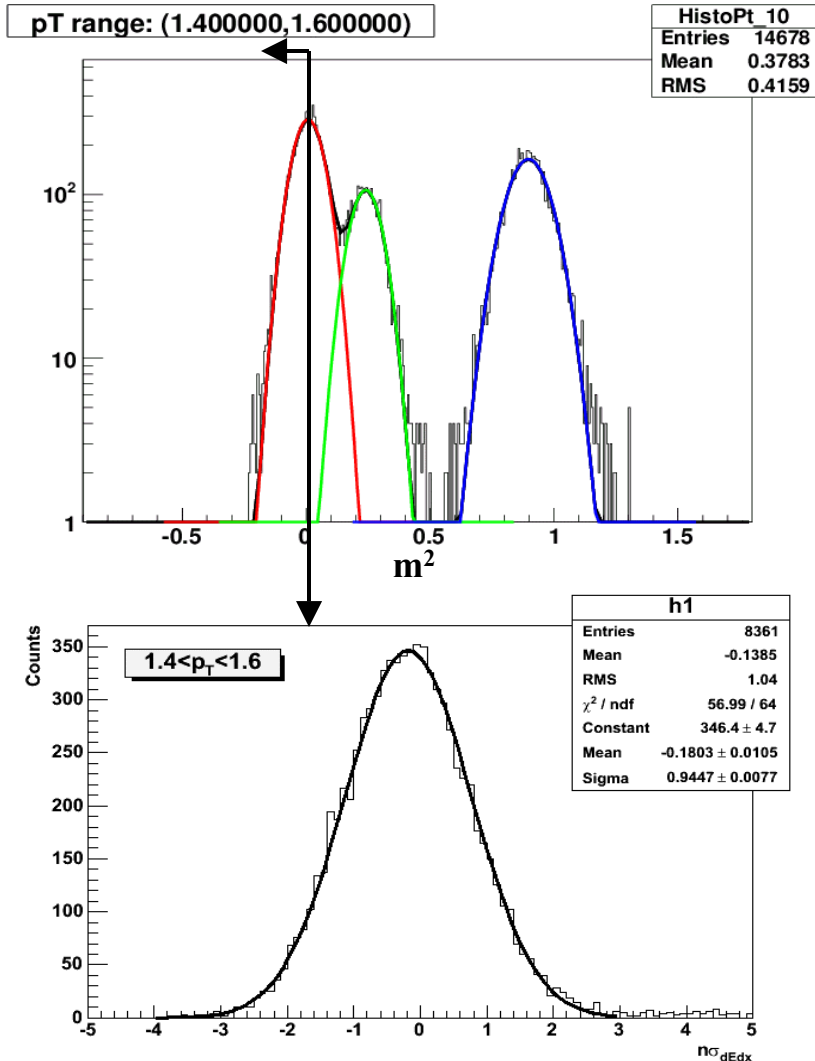 pT range: (1.400000,1.600000)
HistoPt_10
Entries 14678
Mean 0.3783
RMS 0.4159
10²
10
1
-0.5 0 0.5 1 1.5
m²
h1
Entries 8361
Mean -0.1385
RMS 1.04
χ² / ndf 56.99 / 64
Constant 346.4 ± 4.7
Mean -0.1803 ± 0.0105
Sigma 0.9447 ± 0.0077
Counts
1.4<p_T<1.6
350
300
250
200
150
100
50
0
-5 -4 -3 -2 -1 0 1 2 3 4 5
nσ_dEdx